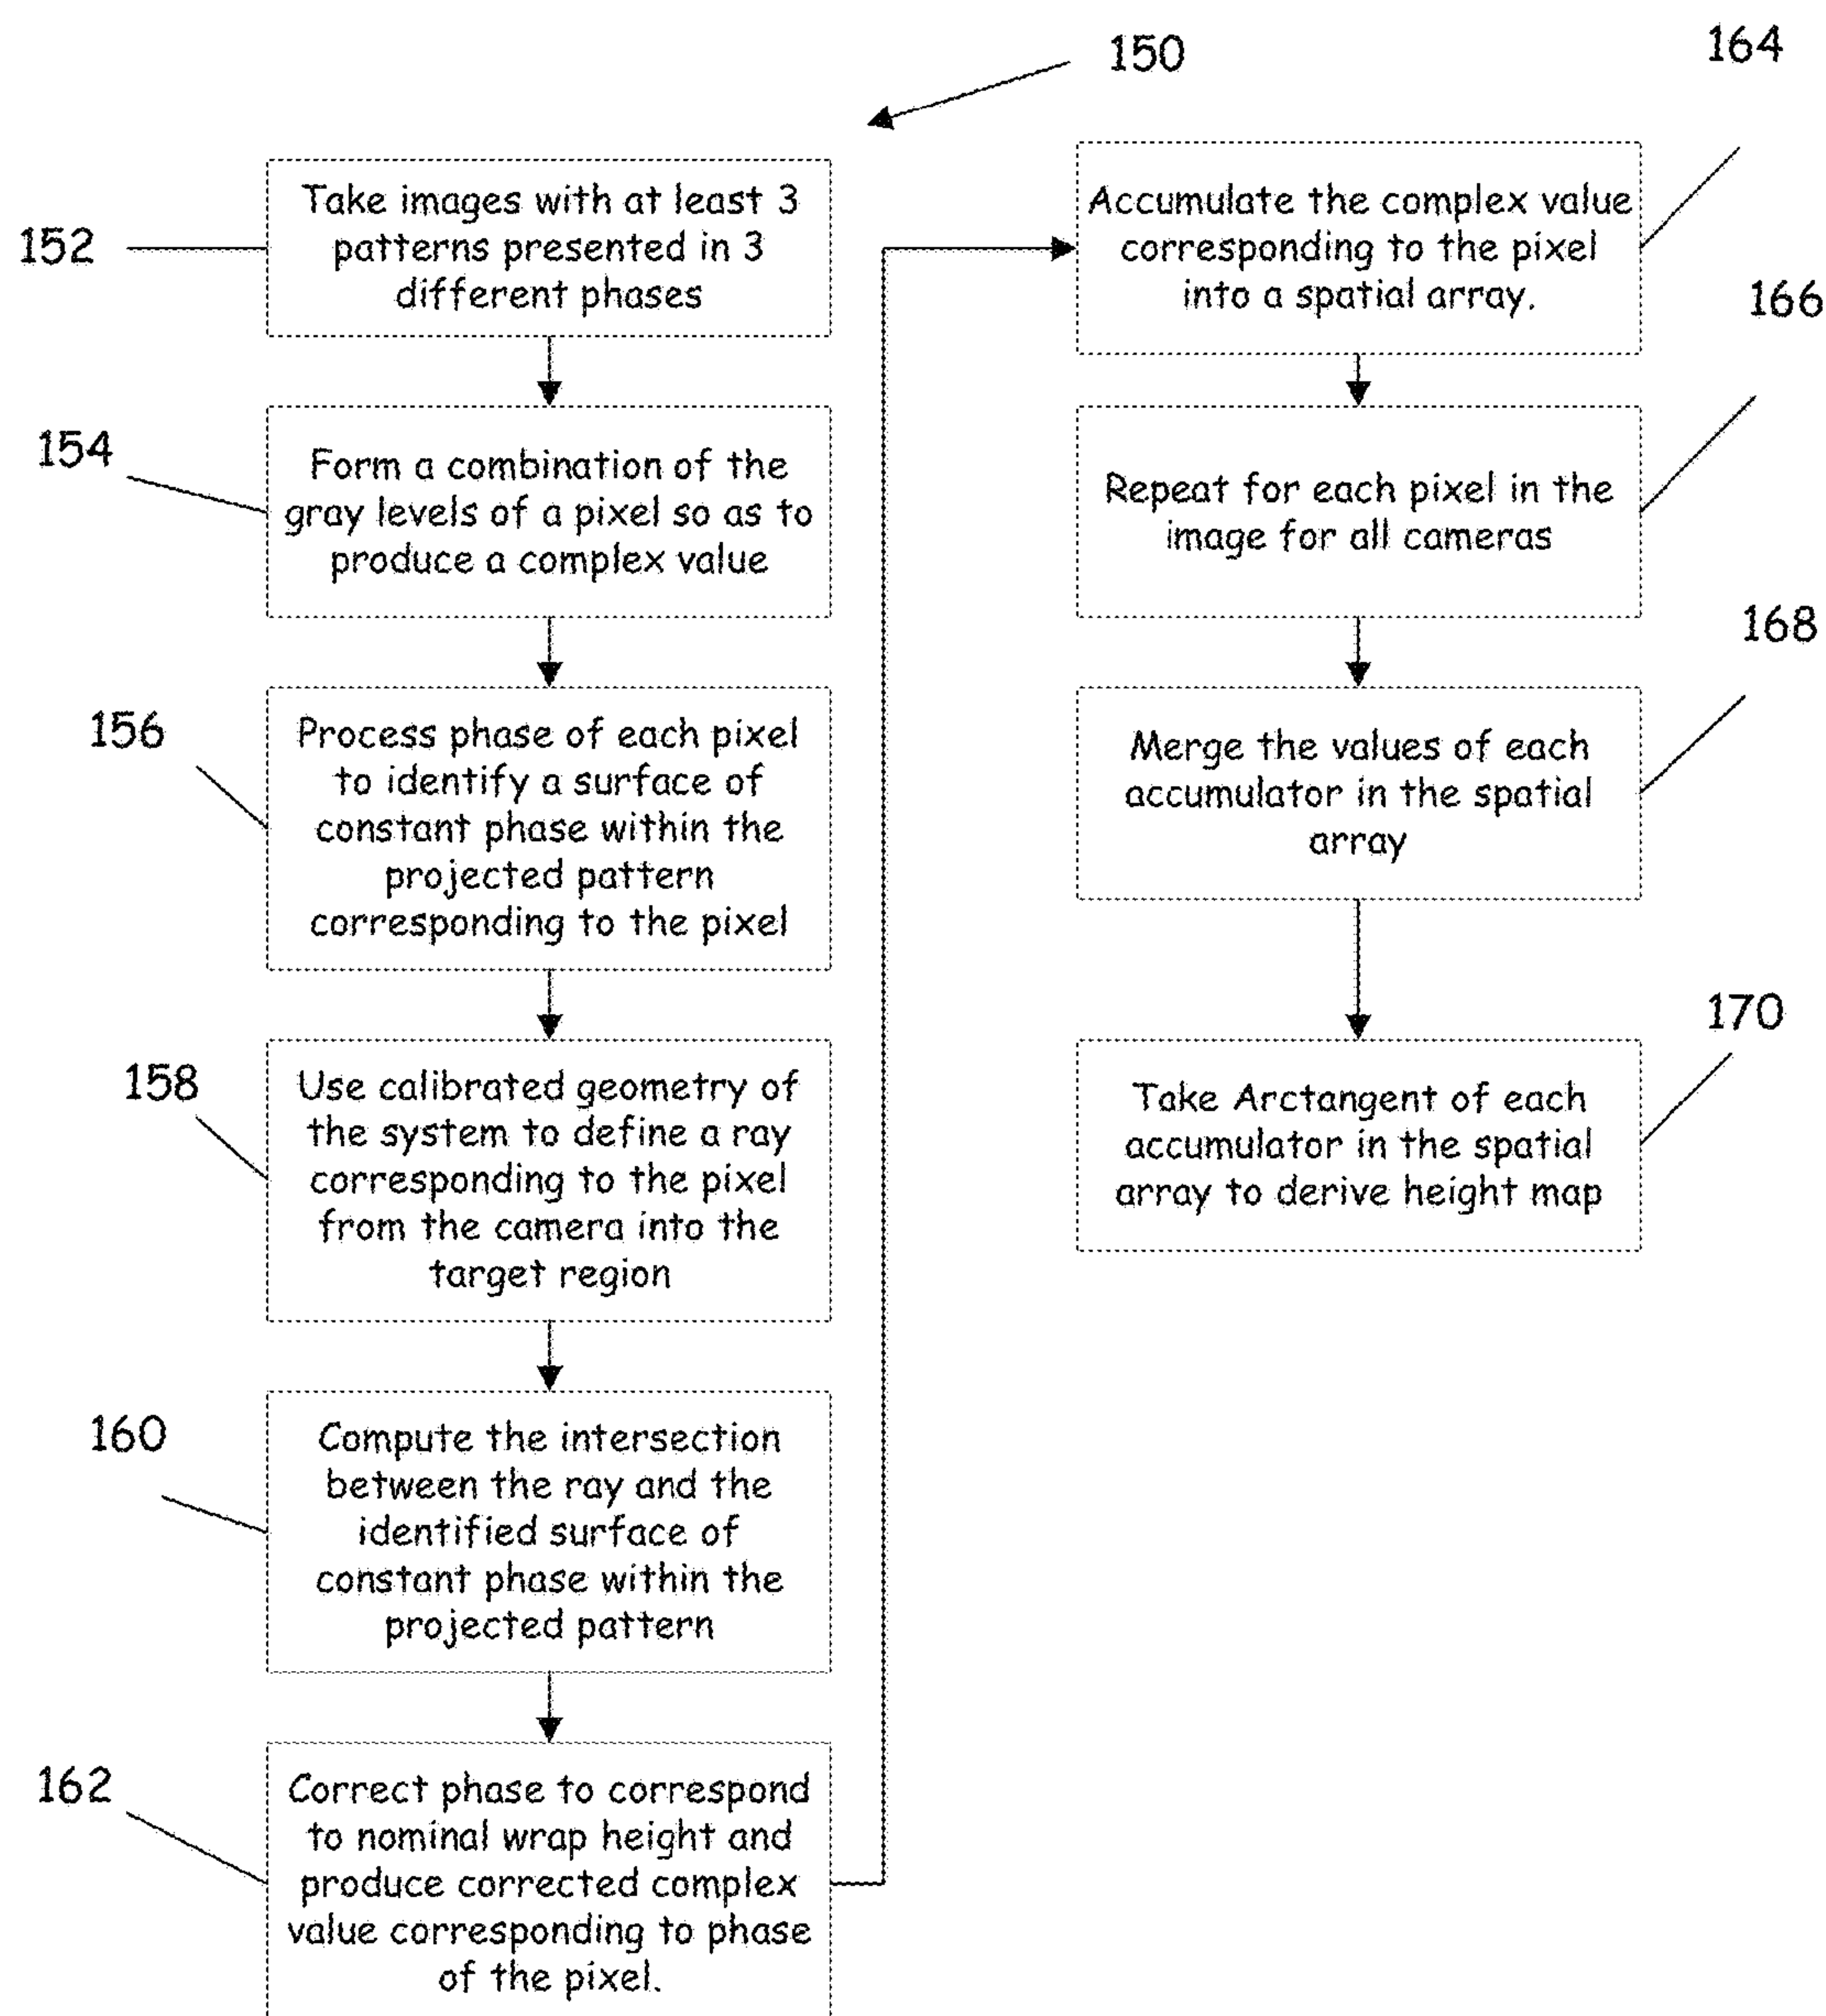 150
152
Take images with at least 3
patterns presented in 3
different phases
154
Form a combination of the
gray levels of a pixel so as to
produce a complex value
156
Process phase of each pixel
to identify a surface of
constant phase within the
projected pattern
corresponding to the pixel
158
Use calibrated geometry of
the system to define a ray
corresponding to the pixel
from the camera into the
target region
160
Compute the intersection
between the ray and the
identified surface of
constant phase within the
projected pattern
162
Correct phase to correspond
to nominal wrap height and
produce corrected complex
value corresponding to phase
of the pixel.
164
Accumulate the complex value
corresponding to the pixel
into a spatial array.
166
Repeat for each pixel in the
image for all cameras
168
Merge the values of each
accumulator in the spatial
array
170
Take Arctangent of each
accumulator in the spatial
array to derive height map